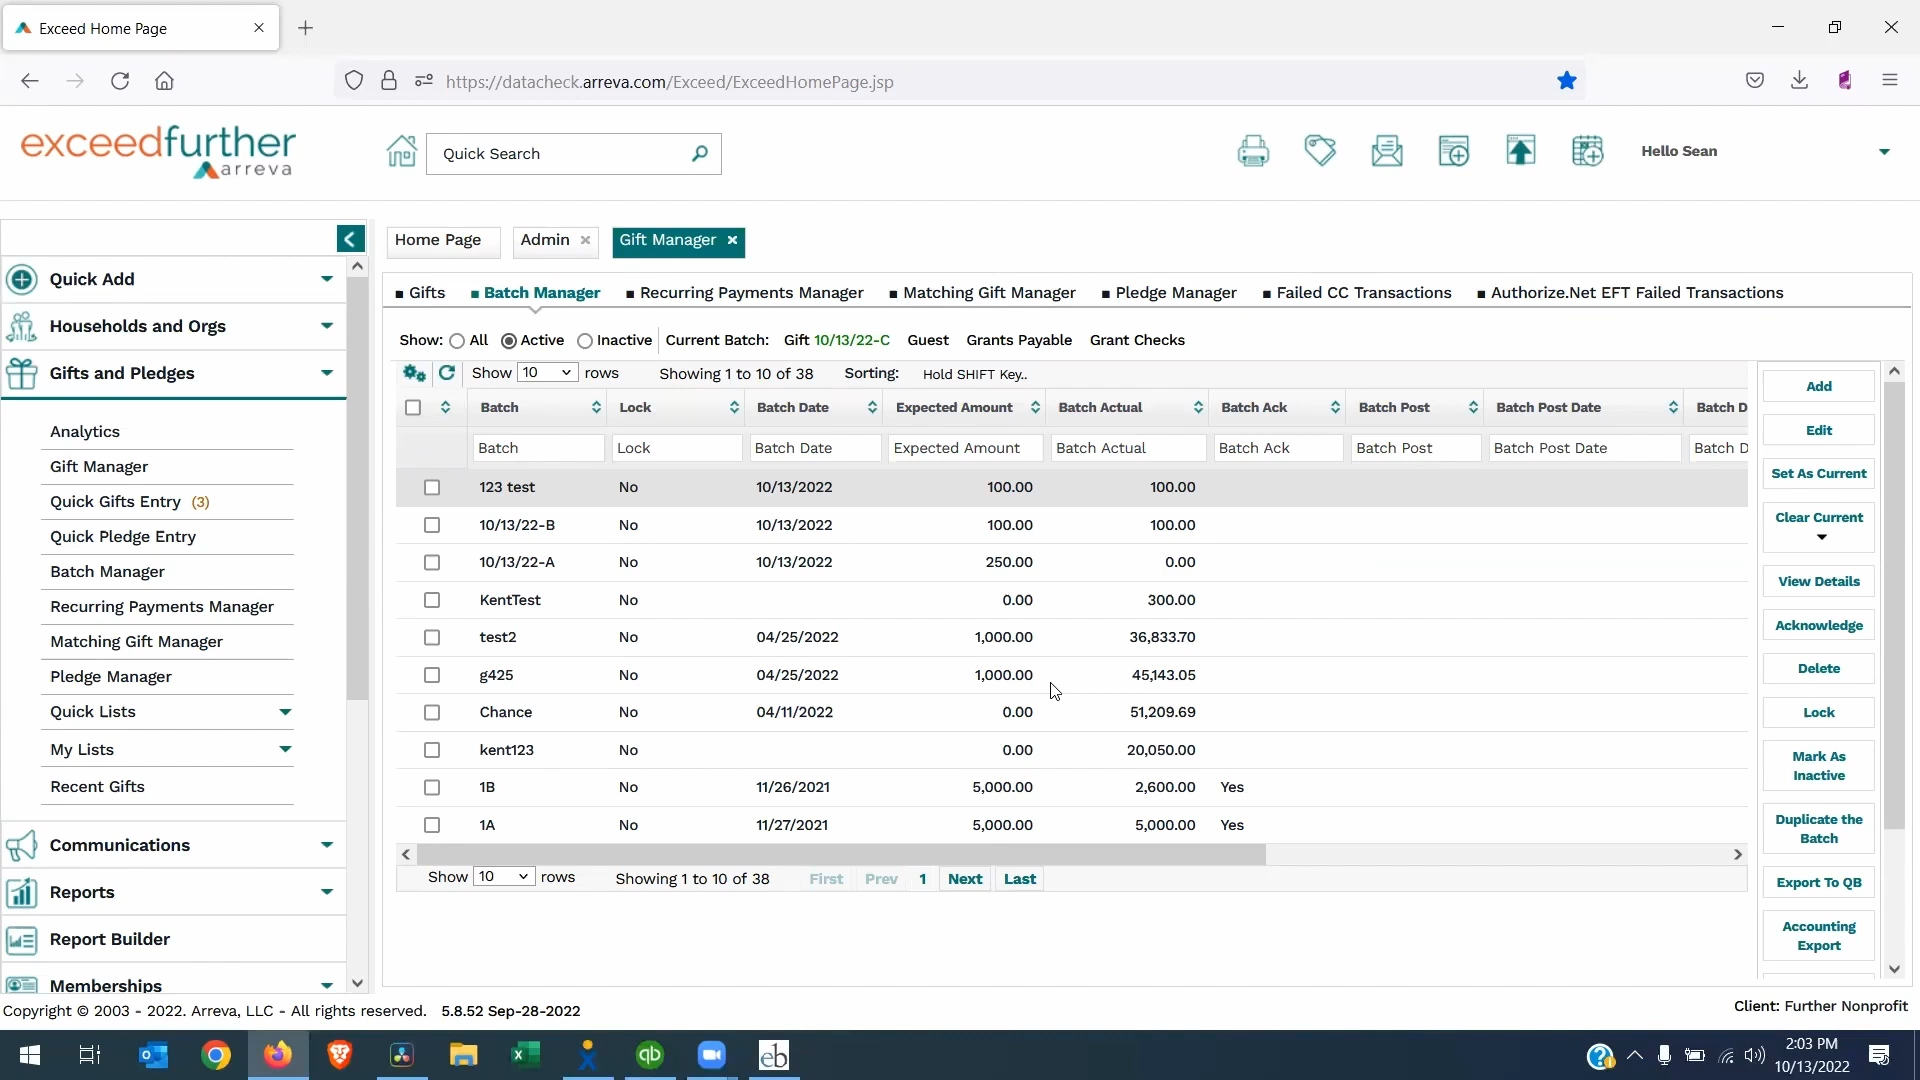 Exceed Home Page
https://datacheck.arreva.com/Exceed/ExceedHomePage.jsp
exceedfurther
arreva
Quick Search
Hello Sean
Home Page
Admin
Gift Manager
Quick Add
Households and Orgs
Gifts and Pledges
Analytics
Gift Manager
Quick Gifts Entry (3)
Quick Pledge Entry
Batch Manager
Recurring Payments Manager
Matching Gift Manager
Pledge Manager
Quick Lists
My Lists
Recent Gifts
Communications
Reports
Report Builder
Memberships
Gifts Batch Manager Recurring Payments Manager Matching Gift Manager Pledge Manager Failed CC Transactions Authorize.Net EFT Failed Transactions
Show: All Active Inactive Current Batch: Gift 10/13/22-C Guest Grants Payable Grant Checks
Show 10 rows Showing 1 to 10 of 38 Sorting: Hold SHIFT Key..
Batch Lock Batch Date Expected Amount Batch Actual Batch Ack Batch Post Batch Post Date Batch D
Batch Lock Batch Date Expected Amount Batch Actual Batch Ack Batch Post Batch Post Date Batch D
123 test No 10/13/2022 100.00 100.00
10/13/22-B No 10/13/2022 100.00 100.00
10/13/22-A No 10/13/2022 250.00 0.00
KentTest No 0.00 300.00
test2 No 04/25/2022 1,000.00 36,833.70
g425 No 04/25/2022 1,000.00 45,143.05
Chance No 04/11/2022 0.00 51,209.69
kent123 No 0.00 20,050.00
1B No 11/26/2021 5,000.00 2,600.00 Yes
1A No 11/27/2021 5,000.00 5,000.00 Yes
Show 10 rows Showing 1 to 10 of 38 First Prev 1 Next Last
Add
Edit
Set As Current
Clear Current
View Details
Acknowledge
Delete
Lock
Mark As
Inactive
Duplicate the
Batch
Export To QB
Accounting
Export
Copyright © 2003 - 2022. Arreva, LLC - All rights reserved. 5.8.52 Sep-28-2022
Client: Further Nonprofit
qb
eb
2:03 PM
10/13/2022